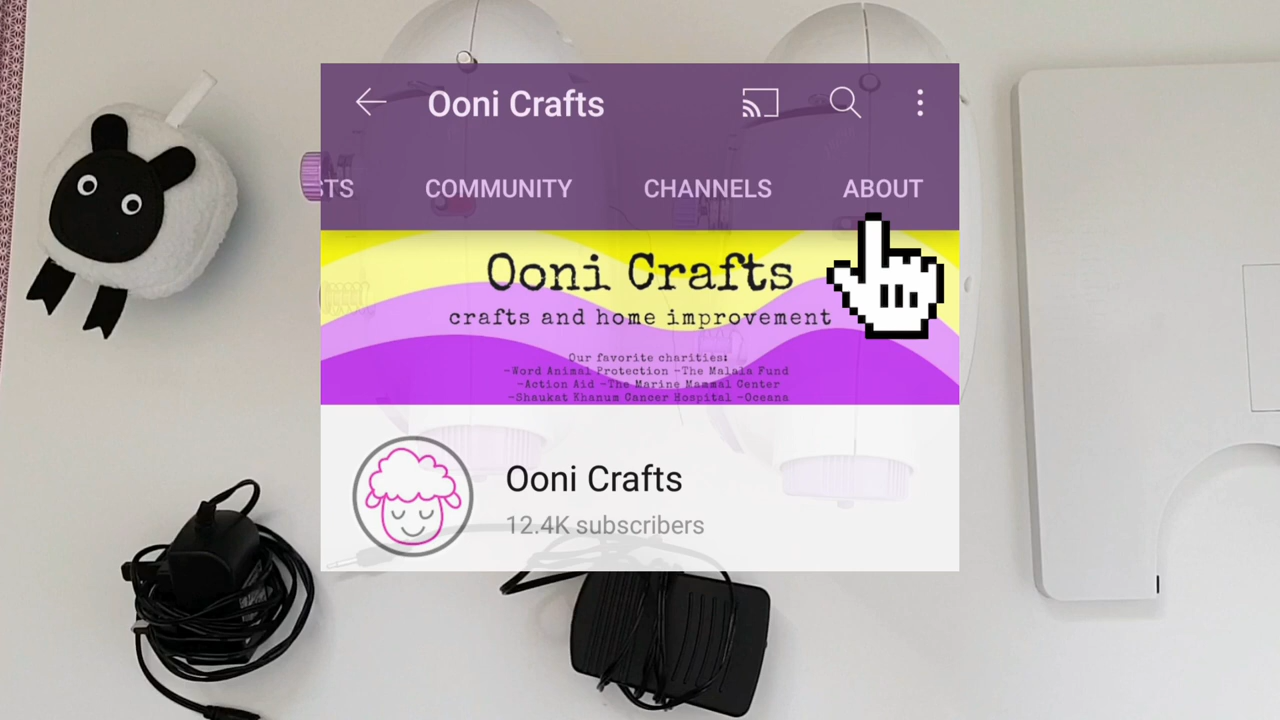 Ooni Crafts
STS COMMUNITY CHANNELS ABOUT
Ooni Crafts
crafts and home improvement
Our favorite charities:
-Word Animal Protection -The Malala Fund
-Action Aid -The Marine Mammal Center
-Shaukat Khanum Cancer Hospital -Oceana
Ooni Crafts
12.4K subscribers